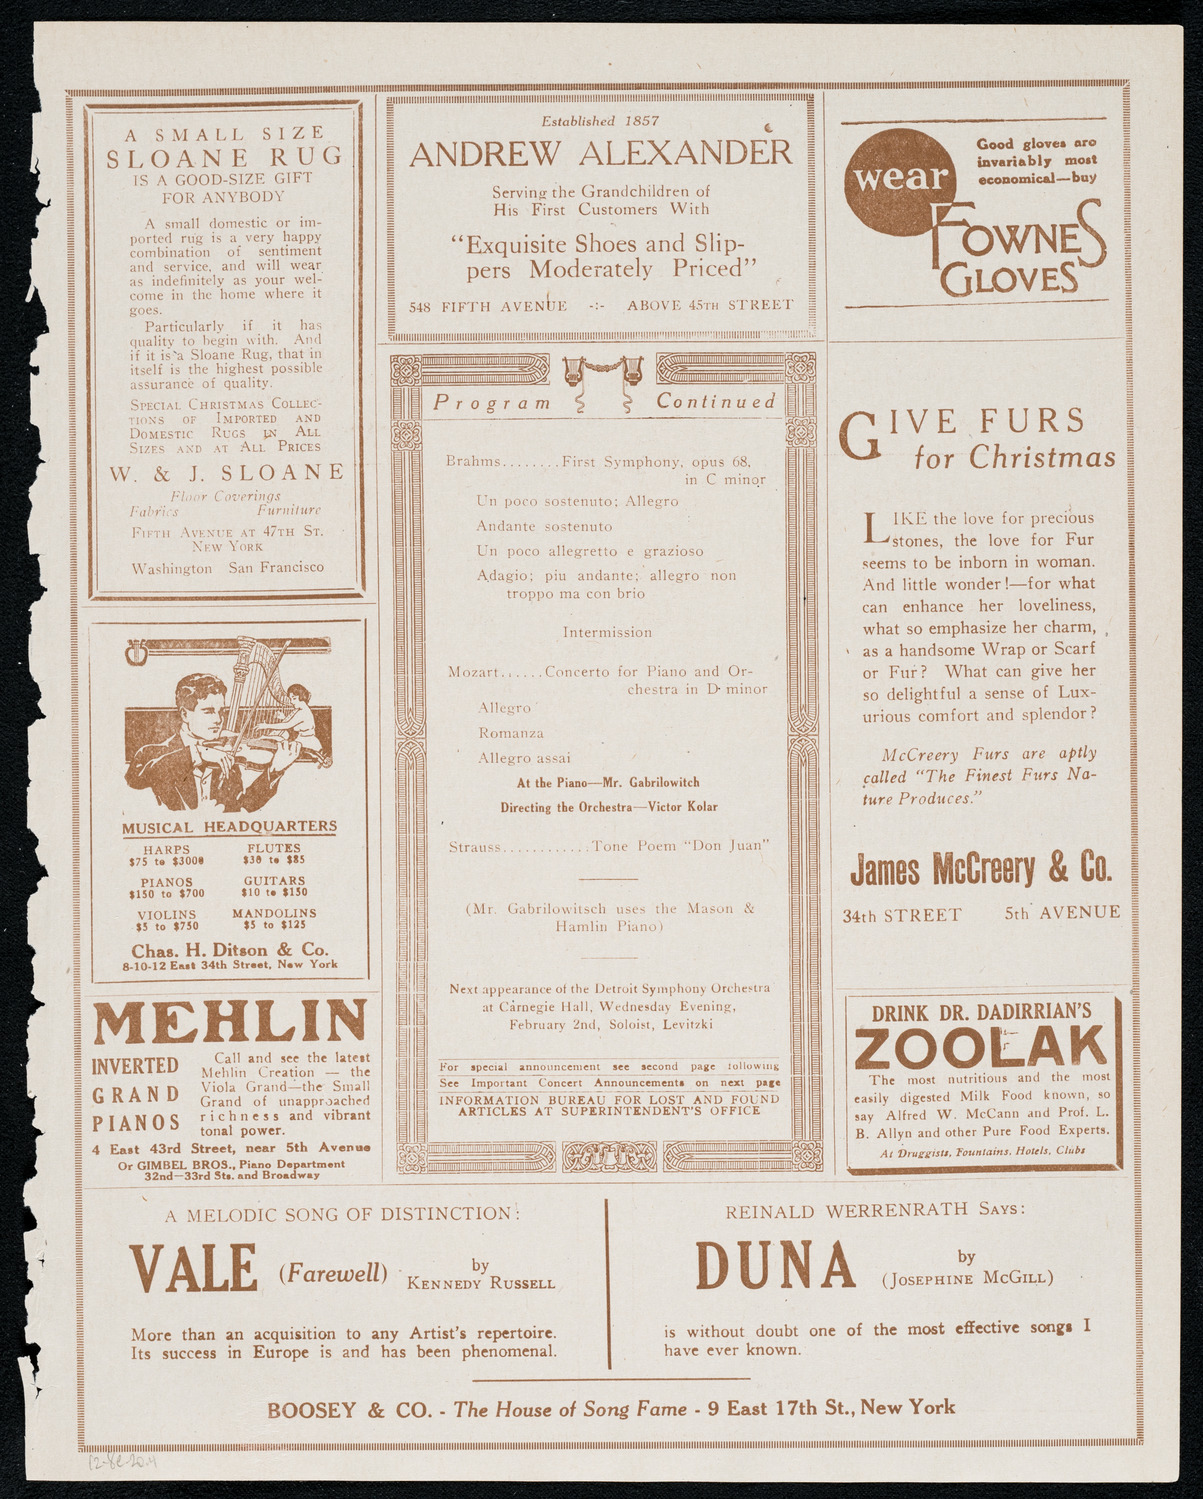 A SMALL SIZE
SLOANE RUG
IS A GOOD-SIZE GIFT
FOR ANYBODY
A small domestic or im-
ported rug is a very happy
combination of sentiment
and service, and will wear
as indefinitely as your wel-
come in the home where it
goes.
Particularly if it has
quality to begin with. And
if it is a Sloane Rug, that in
itself is the highest possible
assurance of quality.
SPECIAL CHRISTMAS COLLEC-
TIONS OF IMPORTED AND
DOMESTIC RUGS IN ALL
SIZES AND AT ALL PRICES
W. & J. SLOANE
Floor Coverings
Fabrics Furniture
FIFTH AVENUE AT 47TH ST.
NEW YORK
Washington San Francisco
MUSICAL HEADQUARTERS
HARPS FLUTES
$75 to $3000 $30 to $85
PIANOS GUITARS
$150 to $700 $10 to $150
VIOLINS MANDOLINS
$5 to $750 $5 to $125
Chas. H. Ditson & Co.
8-10-12 East 34th Street, New York
MEHLIN
INVERTED
GRAND
PIANOS
Call and see the latest
Mehlin Creation — the
Viola Grand—the Small
Grand of unapproached
richness and vibrant
tonal power.
4 East 43rd Street, near 5th Avenue
Or GIMBEL BROS., Piano Department
32nd—33rd Sts. and Broadway
Established 1857
ANDREW ALEXANDER
Serving the Grandchildren of
His First Customers With
“Exquisite Shoes and Slip-
pers Moderately Priced”
548 FIFTH AVENUE -:- ABOVE 45TH STREET
Program Continued
Brahms........First Symphony, opus 68,
in C minor
Un poco sostenuto; Allegro
Andante sostenuto
Un poco allegretto e grazioso
Adagio; piu andante; allegro non
troppo ma con brio
Intermission
Mozart......Concerto for Piano and Or-
chestra in D minor
Allegro
Romanza
Allegro assai
At the Piano—Mr. Gabrilowitch
Directing the Orchestra—Victor Kolar
Strauss............Tone Poem “Don Juan”
(Mr. Gabrilowitsch uses the Mason &
Hamlin Piano)
Next appearance of the Detroit Symphony Orchestra
at Carnegie Hall, Wednesday Evening,
February 2nd, Soloist, Levitzki
For special announcement see second page following
See Important Concert Announcements on next page
INFORMATION BUREAU FOR LOST AND FOUND
ARTICLES AT SUPERINTENDENT'S OFFICE
Good gloves are
invariably most
economical—buy
wear
FOWNES
GLOVES
GIVE FURS
for Christmas
LIKE the love for precious
stones, the love for Fur
seems to be inborn in woman.
And little wonder!—for what
can enhance her loveliness,
what so emphasize her charm,
as a handsome Wrap or Scarf
or Fur? What can give her
so delightful a sense of Lux-
urious comfort and splendor?
McCreery Furs are aptly
called “The Finest Furs Na-
ture Produces.”
James McCreery & Co.
34th STREET 5th AVENUE
DRINK DR. DADIRRIAN'S
ZOOLAK
The most nutritious and the most
easily digested Milk Food known, so
say Alfred W. McCann and Prof. L.
B. Allyn and other Pure Food Experts.
At Druggists, Fountains, Hotels, Clubs
A MELODIC SONG OF DISTINCTION:
VALE (Farewell) by
KENNEDY RUSSELL
More than an acquisition to any Artist's repertoire.
Its success in Europe is and has been phenomenal.
REINALD WERRENRATH SAYS:
DUNA by
(JOSEPHINE MCGILL)
is without doubt one of the most effective songs I
have ever known.
BOOSEY & CO. - The House of Song Fame - 9 East 17th St., New York